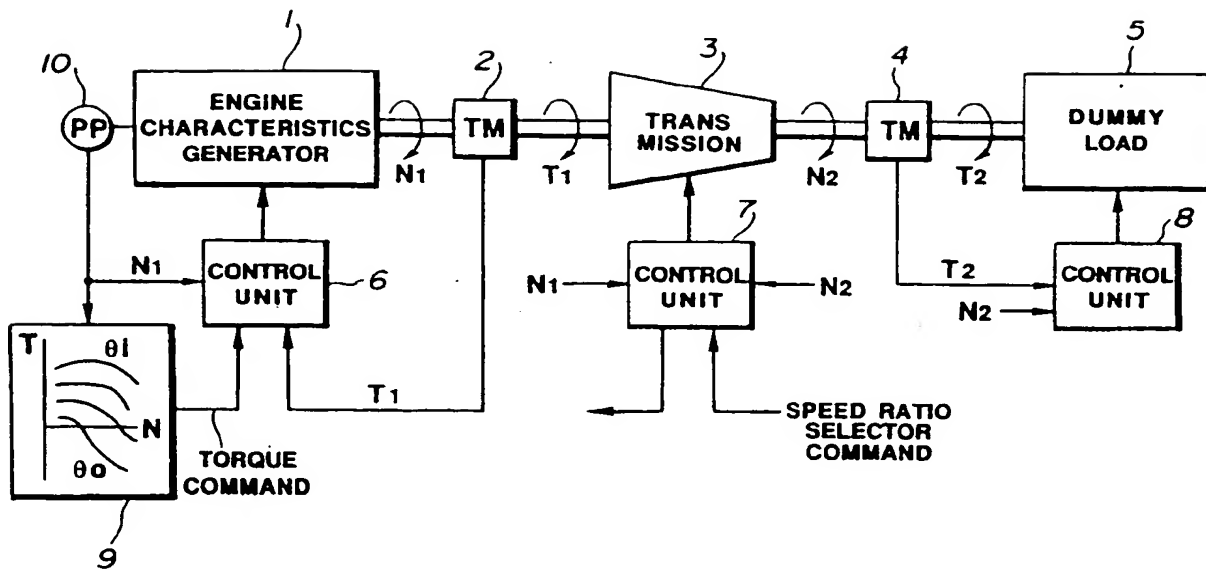 1
10
2
3
4
5
PP
ENGINE
CHARACTERISTICS
GENERATOR
TM
TRANS
MISSION
TM
DUMMY
LOAD
N1
T1
N2
T2
7
8
N1
CONTROL
UNIT
6
N1
CONTROL
UNIT
N2
T2
N2
CONTROL
UNIT
T
θi
N
θo
T1
TORQUE
COMMAND
SPEED RATIO
SELECTOR
COMMAND
9